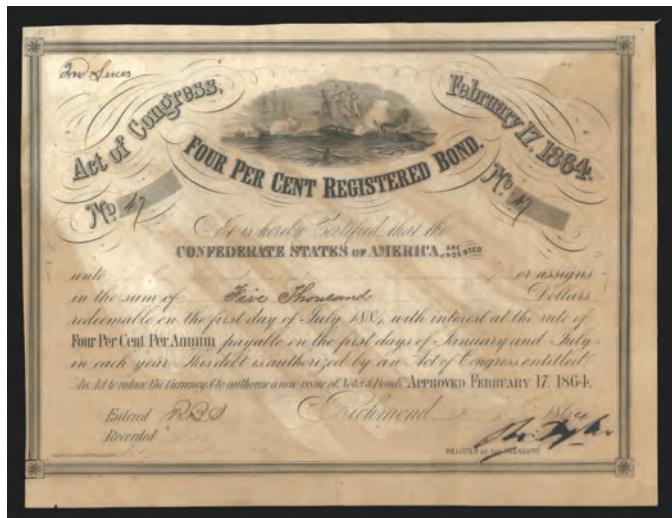 2nd Series
Act of Congress,
February 17, 1864.
FOUR PER CENT REGISTERED BOND.
No 47
No 47
It is hereby Certified that the
CONFEDERATE STATES OF AMERICA, ARE INDEBTED
unto or assigns
in the sum of Five Thousand Dollars
redeemable on the first day of July 1884, with interest at the rate of
Four Per Cent Per Annum payable on the first days of January and July
in each year This debt is authorized by an Act of Congress entitled
An Act to reduce the Currency & to authorize a new issue of Notes & Bonds APPROVED FEBRUARY 17, 1864.
Entered RBS Richmond 1864
Recorded
REGISTER OF THE TREASURY